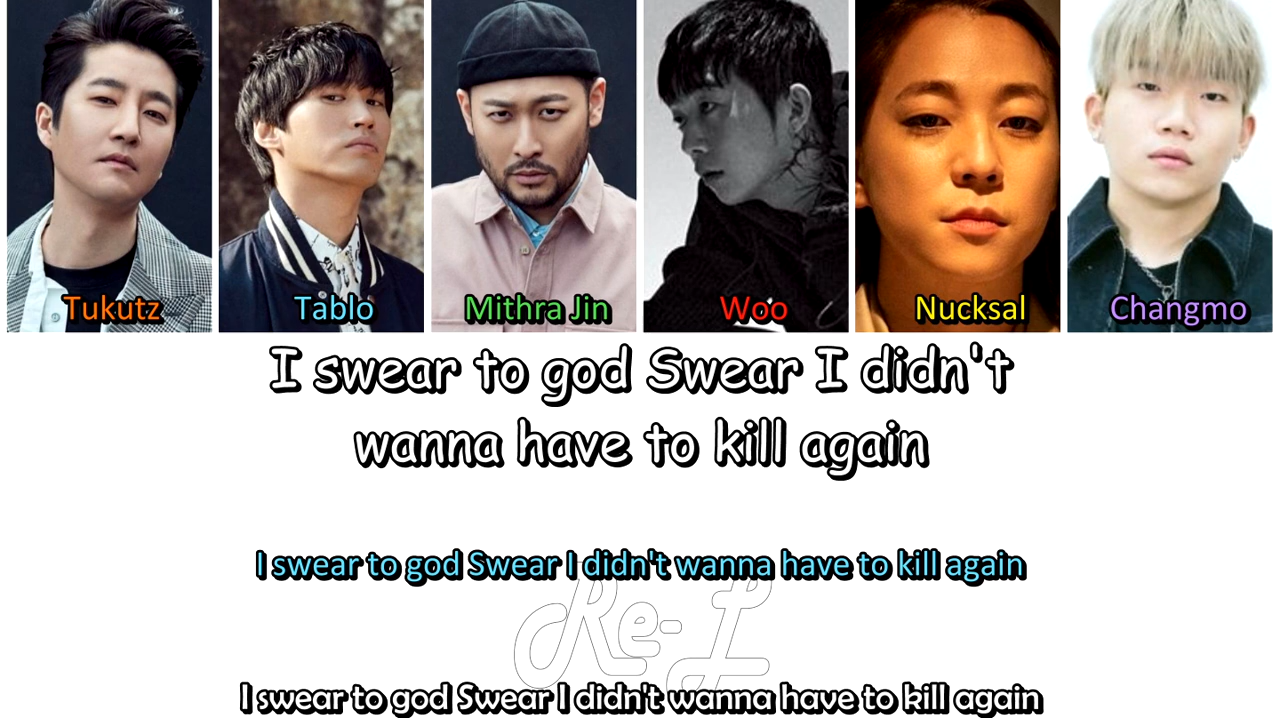 Tukutz Tablo Mithra Jin Woo Nucksal Changmo
I swear to god Swear I didn't
wanna have to kill again
I swear to god Swear I didn't wanna have to kill again
Re-L
I swear to god Swear I didn't wanna have to kill again